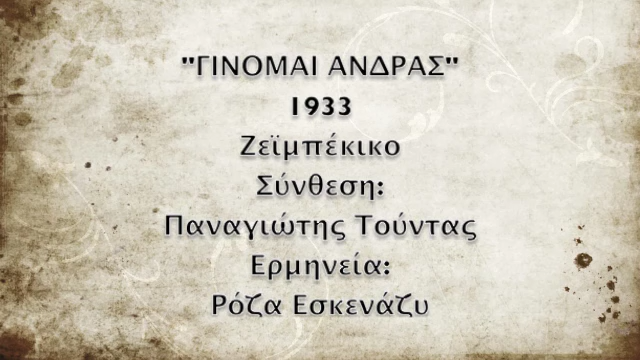 "ΓΙΝΟΜΑΙ ΑΝΔΡΑΣ"
1933
Ζεϊμπέκικο
Σύνθεση:
Παναγιώτης Τούντας
Ερμηνεία:
Ρόζα Εσκενάζυ